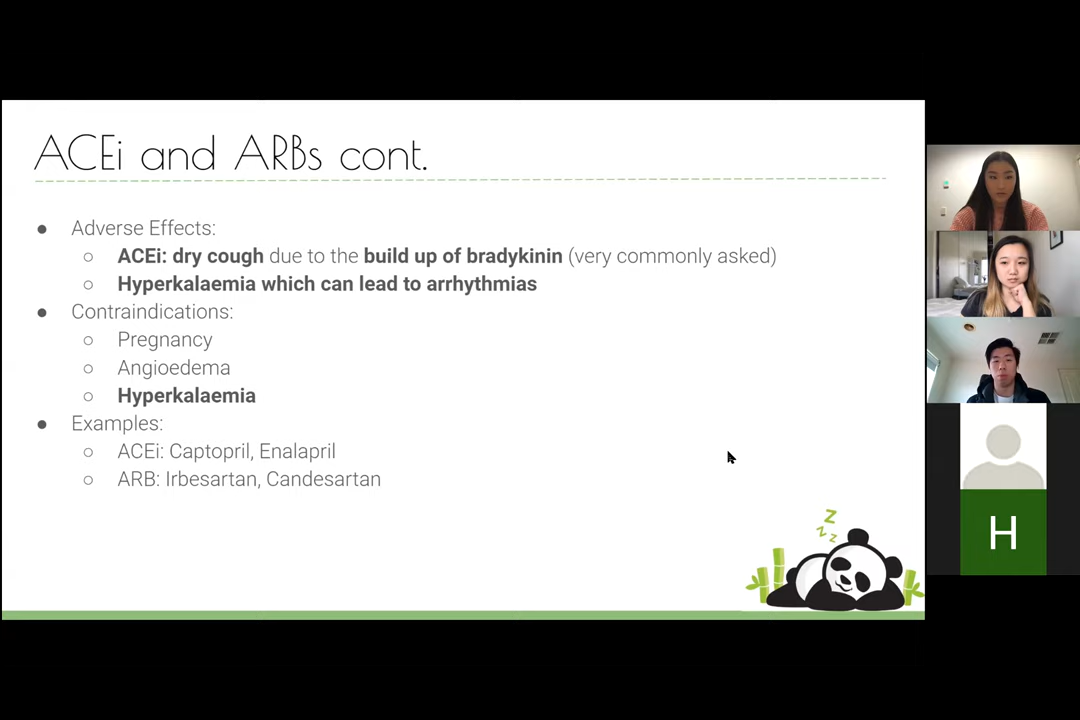 ACEi and ARBs cont.
● Adverse Effects:
○ ACEi: dry cough due to the build up of bradykinin (very commonly asked)
○ Hyperkalaemia which can lead to arrhythmias
● Contraindications:
○ Pregnancy
○ Angioedema
○ Hyperkalaemia
● Examples:
○ ACEi: Captopril, Enalapril
○ ARB: Irbesartan, Candesartan
z
z
z
H